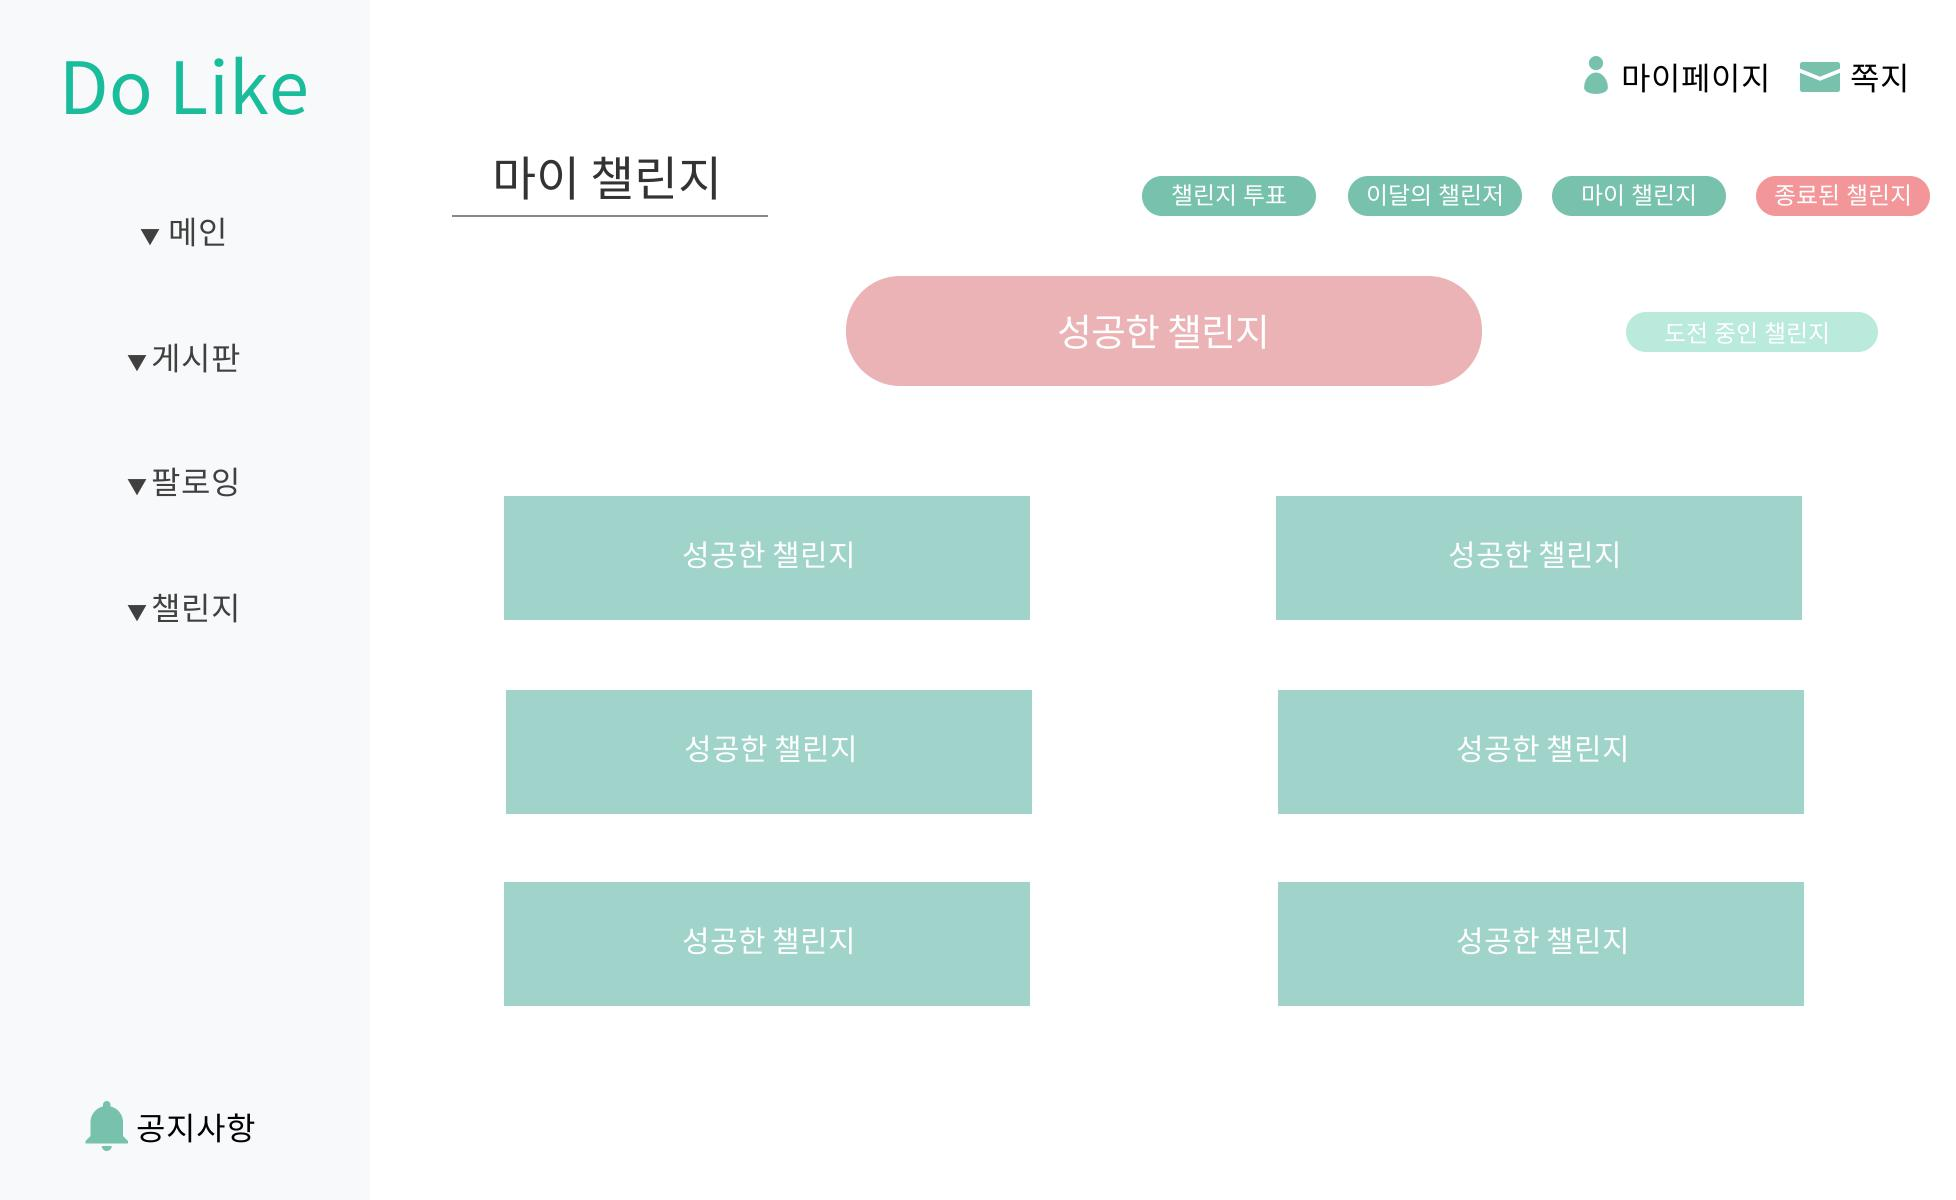 Do Like
마이페이지
쪽지
마이 챌린지
챌린지 투표
이달의 챌린저
마이 챌린지
종료된 챌린지
▼ 메인
▼게시판
▼팔로잉
▼챌린지
성공한 챌린지
도전 중인 챌린지
성공한 챌린지
성공한 챌린지
성공한 챌린지
성공한 챌린지
성공한 챌린지
성공한 챌린지
공지사항